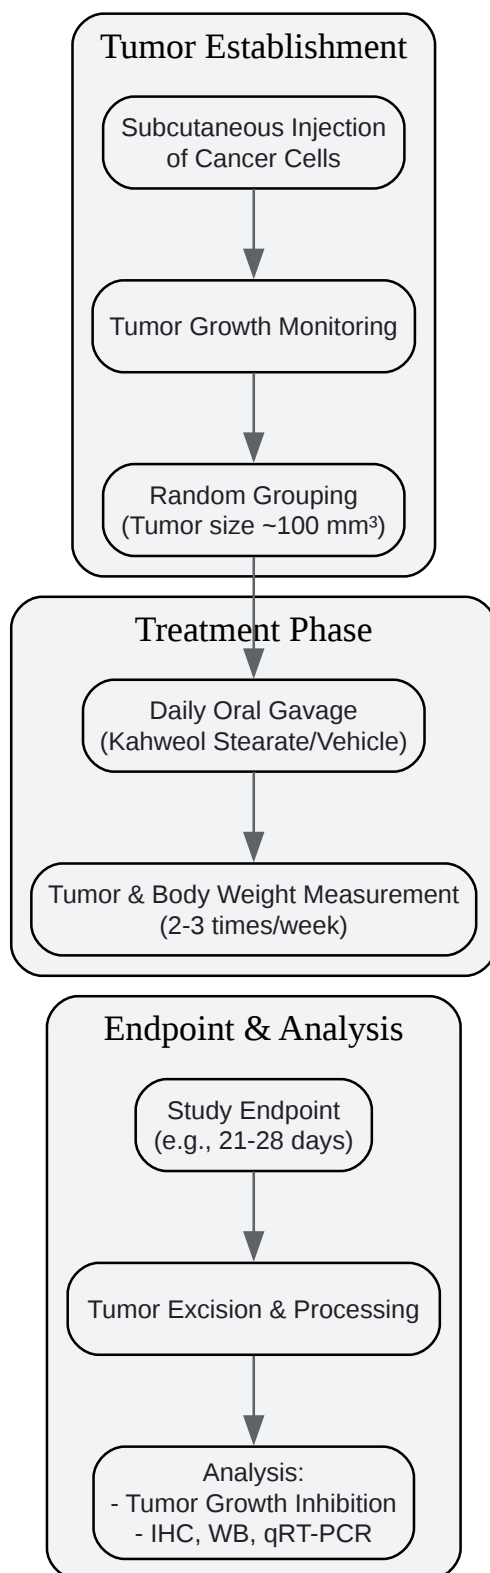 Tumor Establishment
Subcutaneous Injection
of Cancer Cells
Tumor Growth Monitoring
Random Grouping
(Tumor size ~100 mm³)
Treatment Phase
Daily Oral Gavage
(Kahweol Stearate/Vehicle)
Tumor & Body Weight Measurement
(2-3 times/week)
Endpoint & Analysis
Study Endpoint
(e.g., 21-28 days)
Tumor Excision & Processing
Analysis:
- Tumor Growth Inhibition
- IHC, WB, qRT-PCR